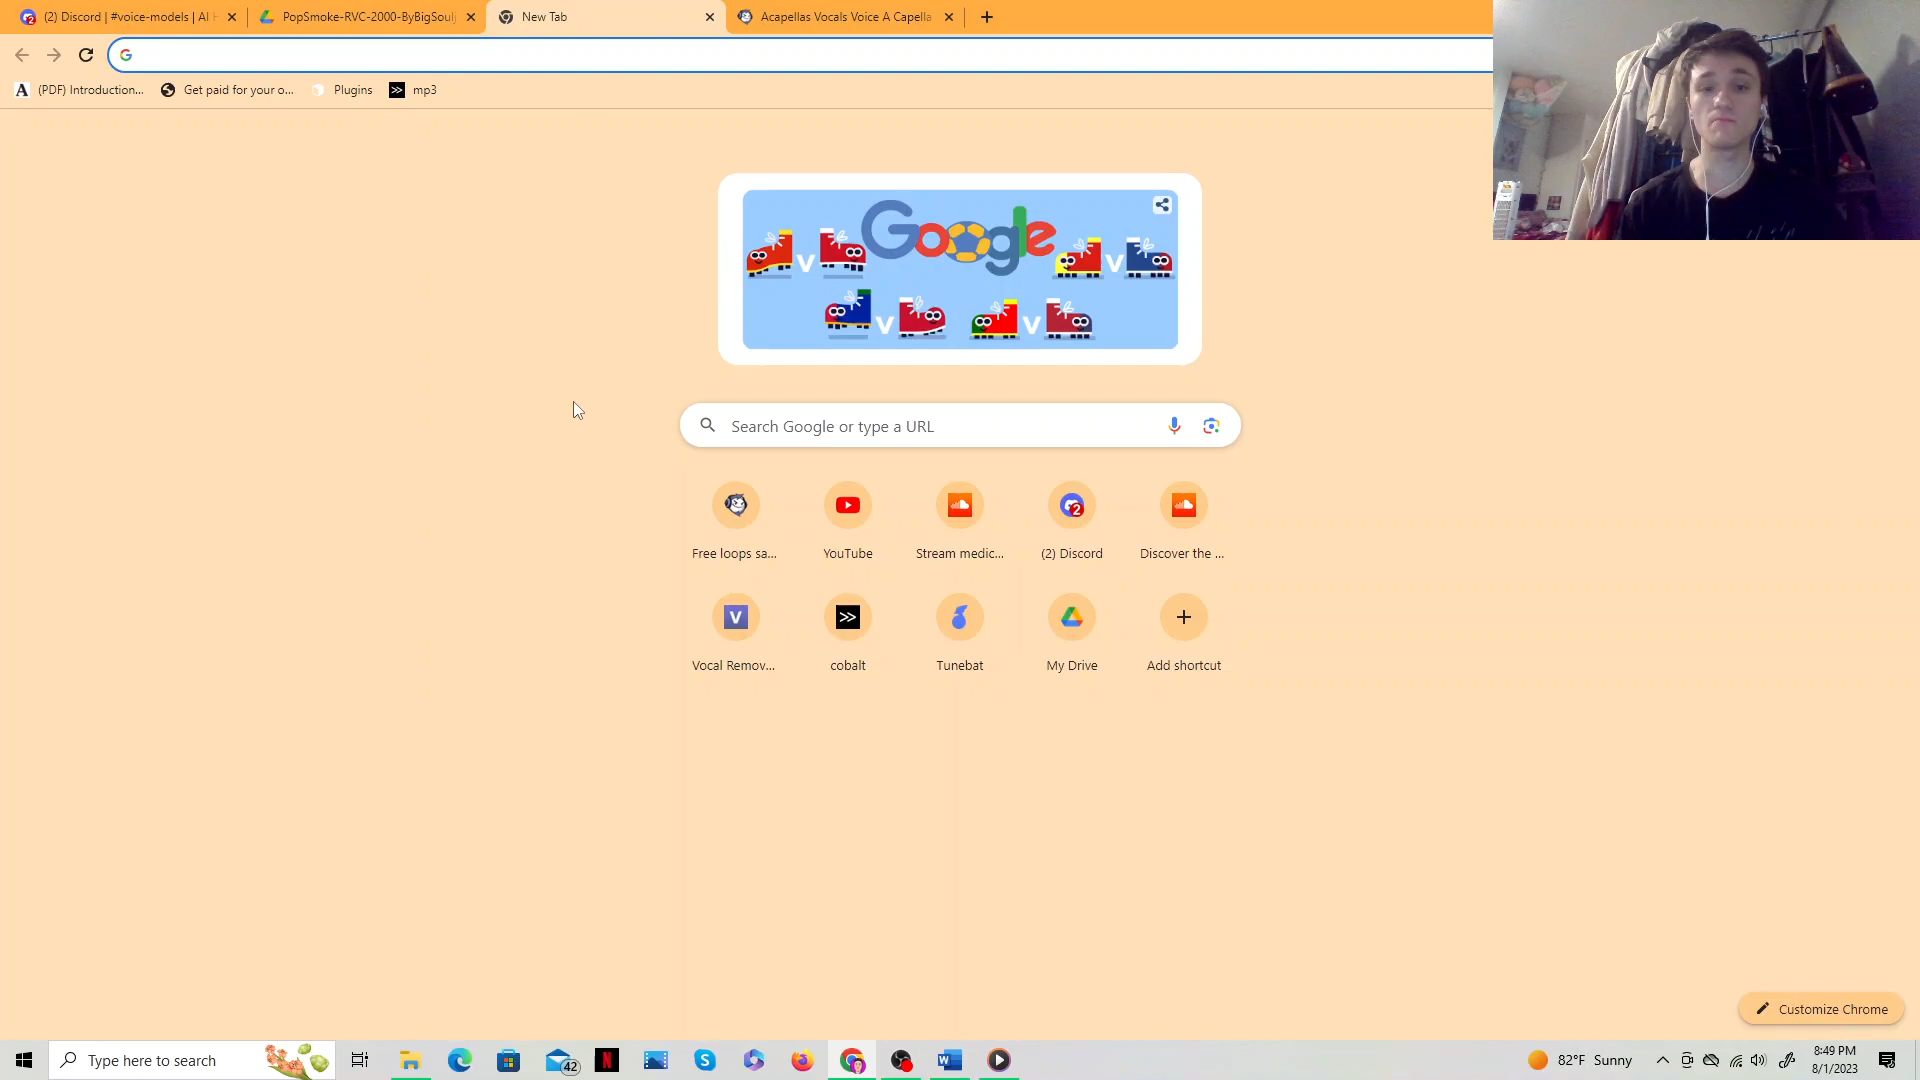 (2) Discord | #voice-models | AI H
PopSmoke-RVC-2000-ByBigSoulj
New Tab
Acapellas Vocals Voice A Capella
(PDF) Introduction...
Get paid for your o...
Plugins
mp3
Google
V
V
V
V
Search Google or type a URL
Free loops sa...
YouTube
Stream medic...
(2) Discord
Discover the ...
Vocal Remov...
cobalt
Tunebat
My Drive
Add shortcut
Customize Chrome
Type here to search
42
82°F Sunny
8:49 PM
8/1/2023